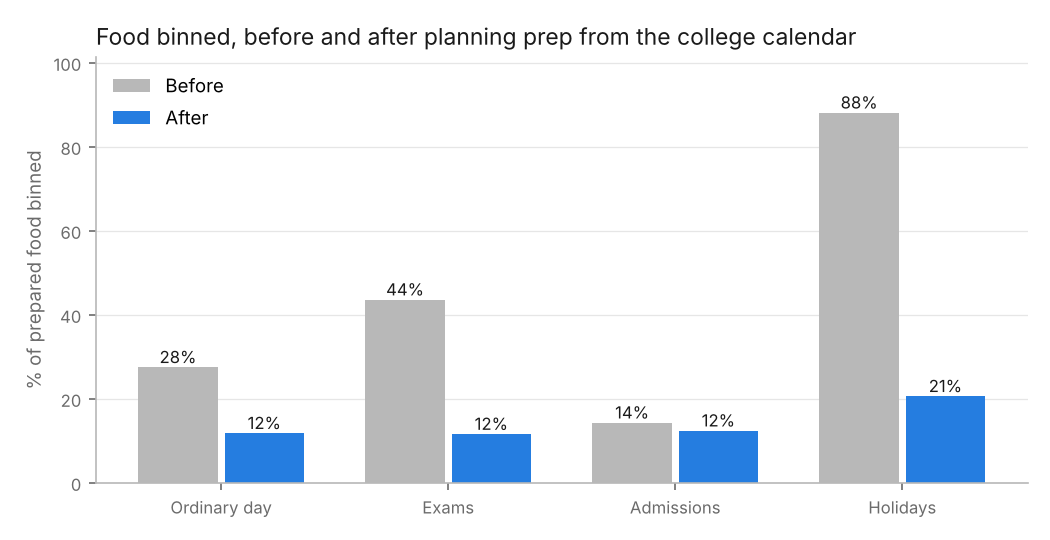 Food binned, before and after planning prep from the college calendar
Before
After
% of prepared food binned
100
80
60
40
20
0
28%
12%
44%
12%
14%
12%
88%
21%
Ordinary day
Exams
Admissions
Holidays